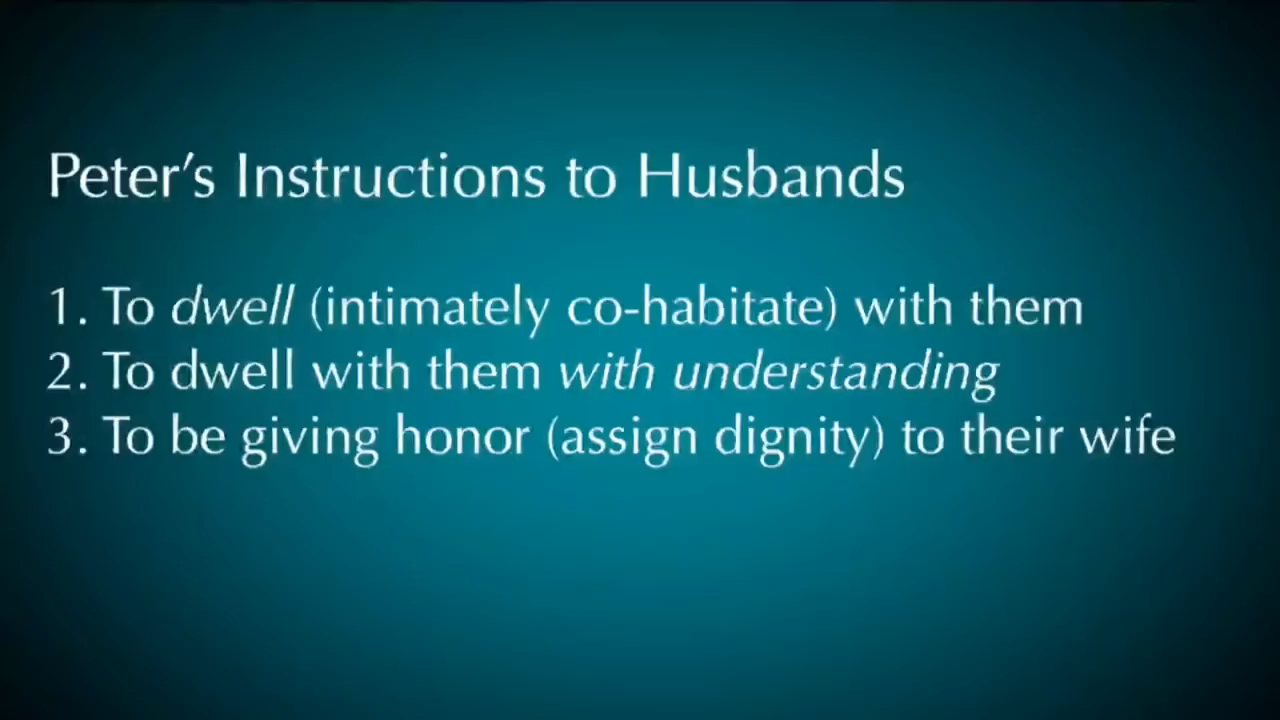 Peter’s Instructions to Husbands
1. To dwell (intimately co-habitate) with them
2. To dwell with them with understanding
3. To be giving honor (assign dignity) to their wife